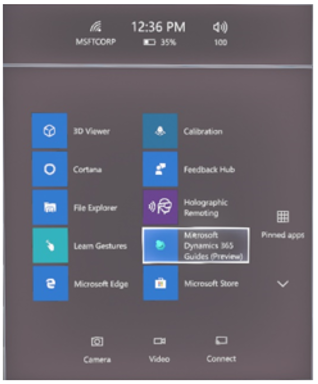 12:36 PM
MSFTCORP
35%
100
3D Viewer
Calibration
Cortana
Feedback Hub
File Explorer
Holographic
Remoting
Learn Gestures
Microsoft
Dynamics 365
Guides (Preview)
Pinned apps
Microsoft Edge
Microsoft Store
Camera
Video
Connect